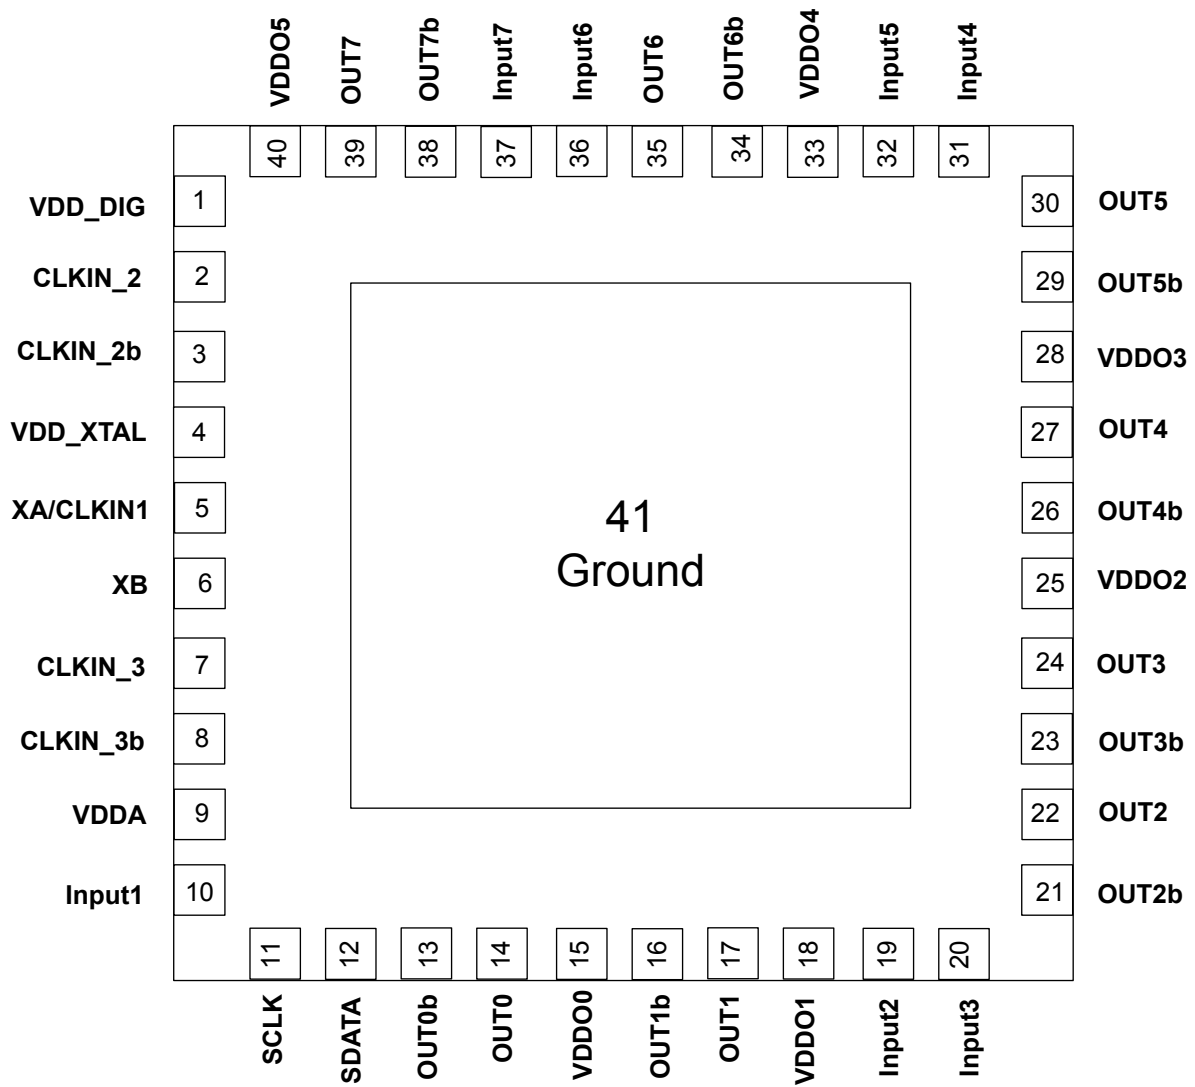 VDDO5
OUT7
OUT7b
Input7
Input6
OUT6
OUT6b
VDDO4
Input5
Input4
40
39
38
37
36
35
34
33
32
31
VDD_DIG 1
30 OUT5
CLKIN_2 2
29 OUT5b
CLKIN_2b 3
28 VDDO3
VDD_XTAL 4
27 OUT4
XA/CLKIN1 5
26 OUT4b
41
Ground
XB 6
25 VDDO2
CLKIN_3 7
24 OUT3
CLKIN_3b 8
23 OUT3b
VDDA 9
22 OUT2
Input1 10
21 OUT2b
11
12
13
14
15
16
17
18
19
20
SCLK
SDATA
OUT0b
OUT0
VDDO0
OUT1b
OUT1
VDDO1
Input2
Input3